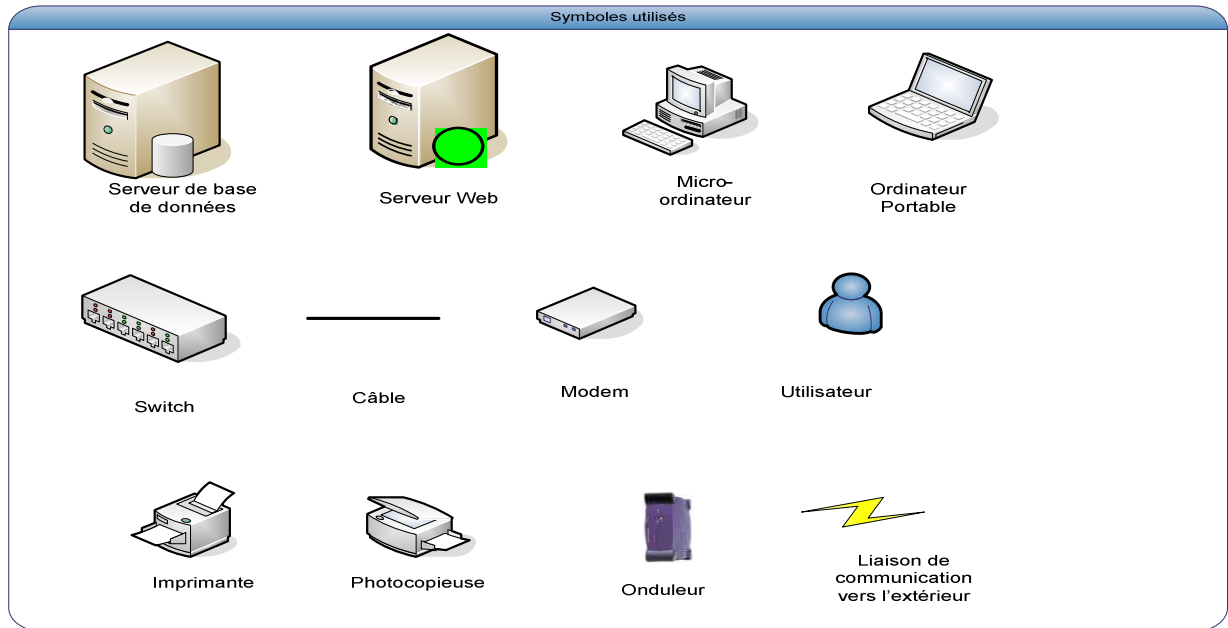 Symboles utilisés
Serveur de base
de données
Serveur Web
Micro-
ordinateur
Ordinateur
Portable
Switch
Câble
Modem
Utilisateur
Imprimante
Photocopieuse
Onduleur
Liaison de
communication
vers l'extérieur